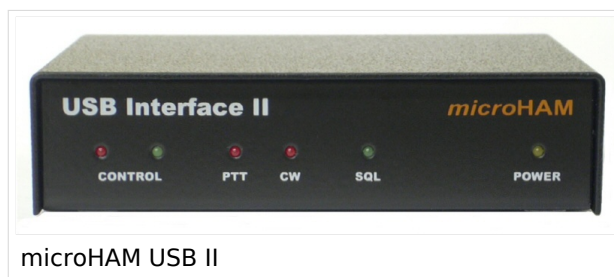 USB Interface II microHAM
CONTROL PTT CW SQL POWER
microHAM USB II